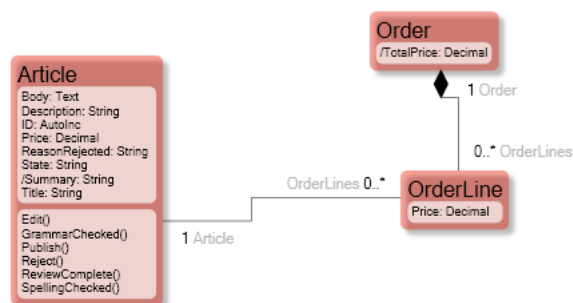 Order
/TotalPrice: Decimal
Article
Body: Text
Description: String
ID: AutoInc
Price: Decimal
ReasonRejected: String
State: String
/Summary: String
Title: String
Edit()
GrammarChecked()
Publish()
Reject()
ReviewComplete()
SpellingChecked()
1 Order
0..* OrderLines
OrderLines 0..*
OrderLine
Price: Decimal
1 Article